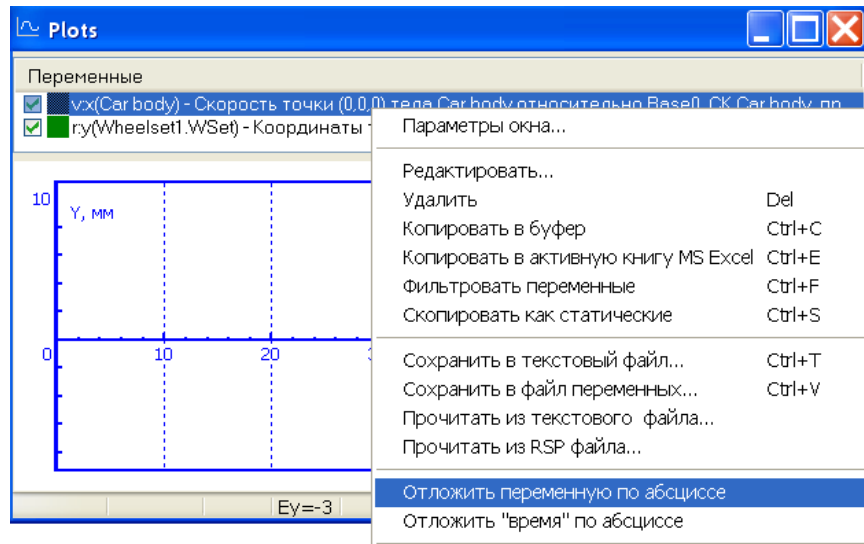 Plots
Переменные
v:x(Car body) - Скорость точки (0,0,0) тела Car body относительно Base0, СК Car body, пр
r:y(Wheelset1.WSet) - Координаты
Параметры окна...
Редактировать...
Удалить Del
Копировать в буфер Ctrl+C
Копировать в активную книгу MS Excel Ctrl+E
Фильтровать переменные Ctrl+F
Скопировать как статические Ctrl+S
10
Y, мм
0 10 20
Сохранить в текстовый файл... Ctrl+T
Сохранить в файл переменных... Ctrl+V
Прочитать из текстового файла...
Прочитать из RSP файла...
Отложить переменную по абсциссе
Ey=-3
Отложить "время" по абсциссе